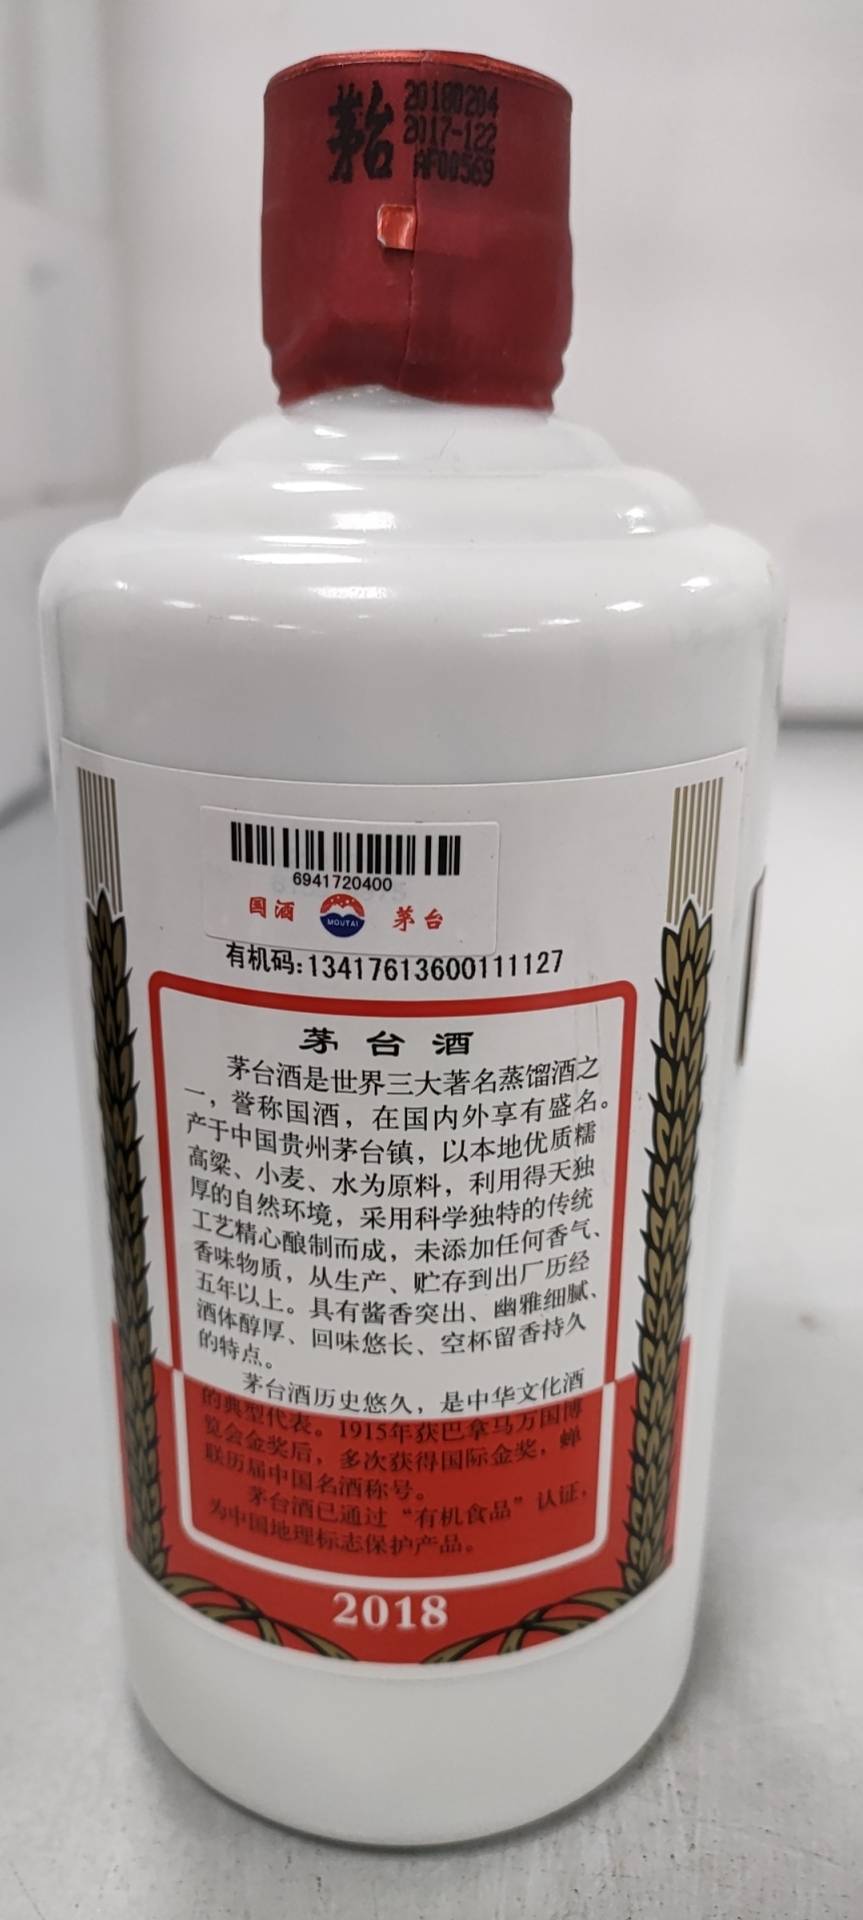 茅台
20180204
2017-122
AF00569
6941720400
国酒 MOUTAI 茅台
有机码:13417613600111127
茅台酒
茅台酒是世界三大著名蒸馏酒之
一，誉称国酒，在国内外享有盛名。
产于中国贵州茅台镇，以本地优质糯
高粱、小麦、水为原料，利用得天独
厚的自然环境，采用科学独特的传统
工艺精心酿制而成，未添加任何香气、
香味物质，从生产、贮存到出厂历经
五年以上。具有酱香突出、幽雅细腻、
酒体醇厚、回味悠长、空杯留香持久
的特点。
茅台酒历史悠久，是中华文化酒
的典型代表。1915年获巴拿马万国博
览会金奖后，多次获得国际金奖，蝉
联历届中国名酒称号。
茅台酒已通过“有机食品”认证，
为中国地理标志保护产品。
2018